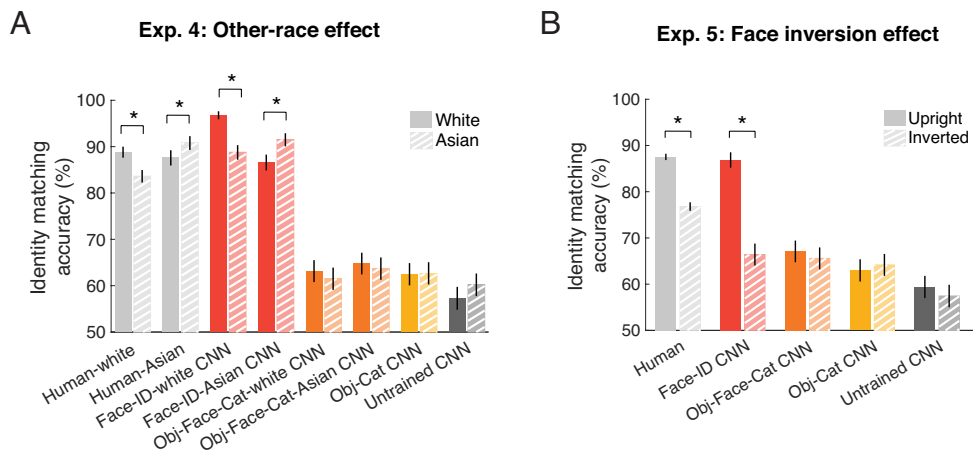 A
Exp. 4: Other-race effect
Identity matching
accuracy (%)
100
90
80
70
60
50
*
*
*
*
White
Asian
Human-white
Human-Asian
Face-ID-white CNN
Face-ID-Asian CNN
Obj-Face-Cat-white CNN
Obj-Face-Cat-Asian CNN
Obj-Cat CNN
Untrained CNN
B
Exp. 5: Face inversion effect
Identity matching
accuracy (%)
100
90
80
70
60
50
*
*
Upright
Inverted
Human
Face-ID CNN
Obj-Face-Cat CNN
Obj-Cat CNN
Untrained CNN